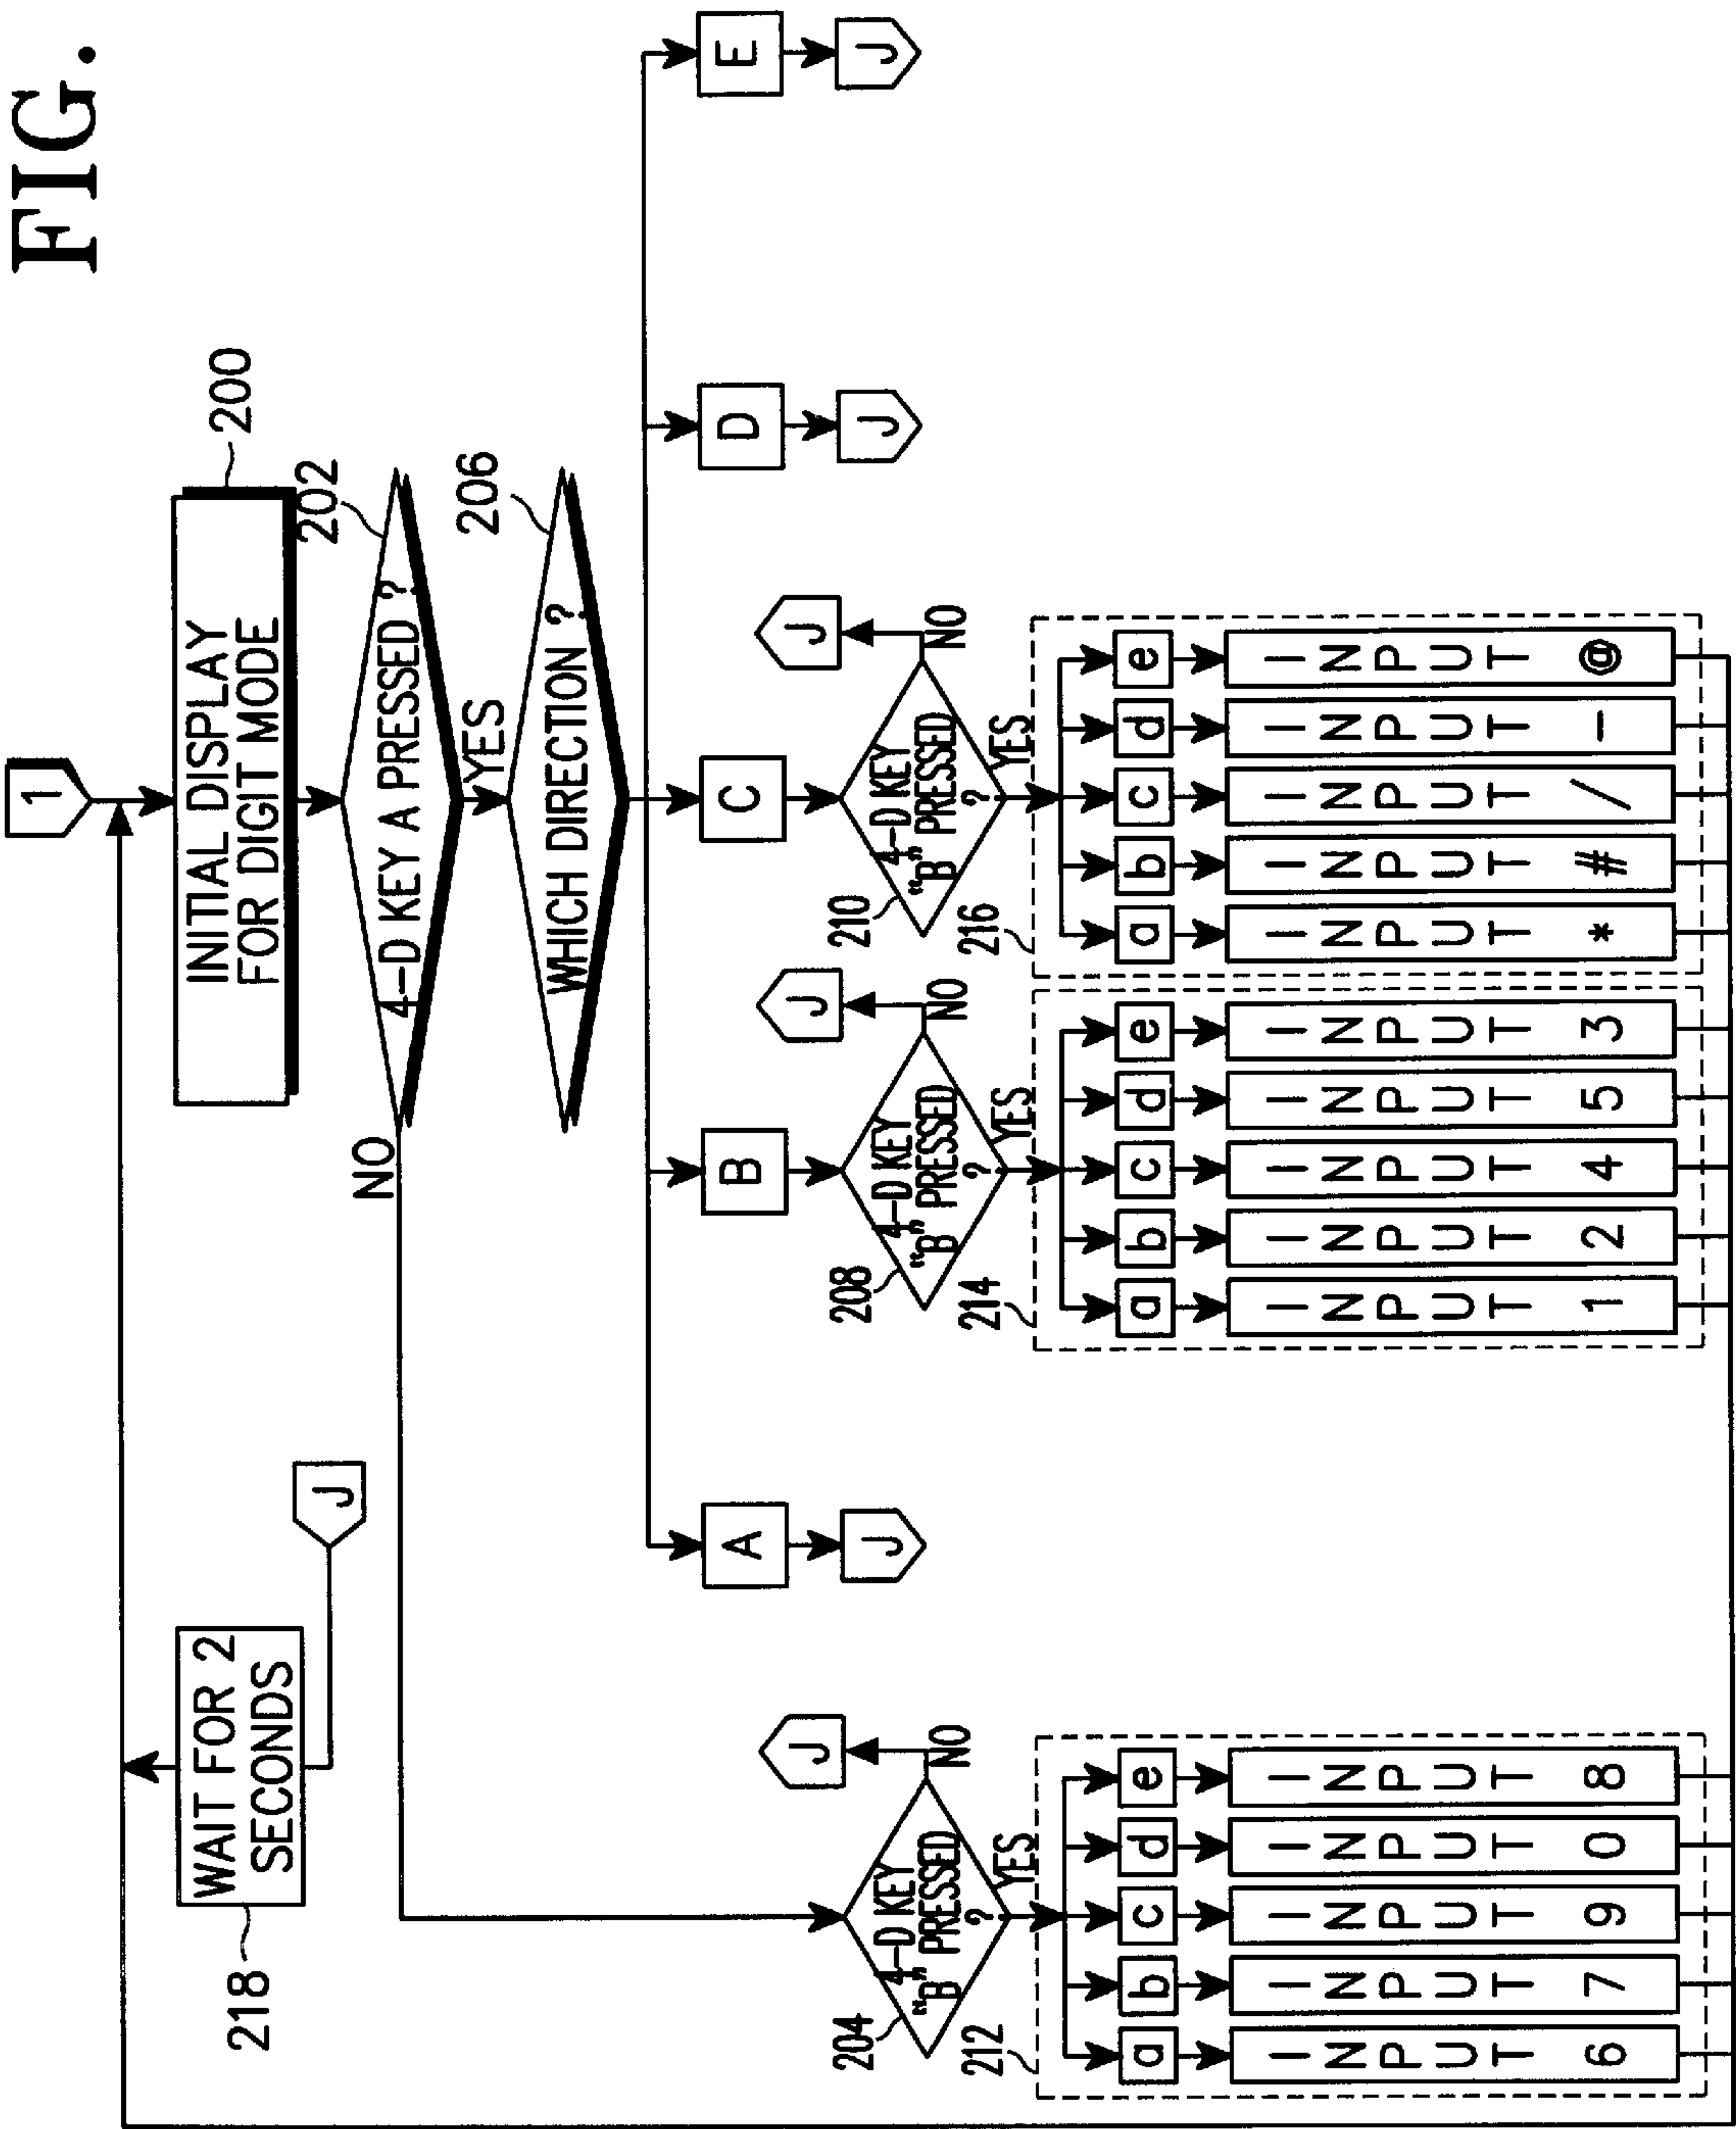 FIG.
1
INITIAL DISPLAY
FOR DIGIT MODE
200
WAIT FOR 2
SECONDS
218
J
4-D KEY A PRESSED ?
202
NO
YES
WHICH DIRECTION ?
206
A
B
C
D
E
J
J
J
J
J
J
4-D KEY
"B" PRESSED
?
204
NO
YES
4-D KEY
"B" PRESSED
?
208
NO
YES
4-D KEY
"B" PRESSED
?
210
NO
YES
212
a b c d e
INPUT 6
INPUT 7
INPUT 9
INPUT 0
INPUT 8
214
a b c d e
INPUT 1
INPUT 2
INPUT 4
INPUT 5
INPUT 3
216
a b c d e
INPUT *
INPUT #
INPUT /
INPUT -
INPUT @